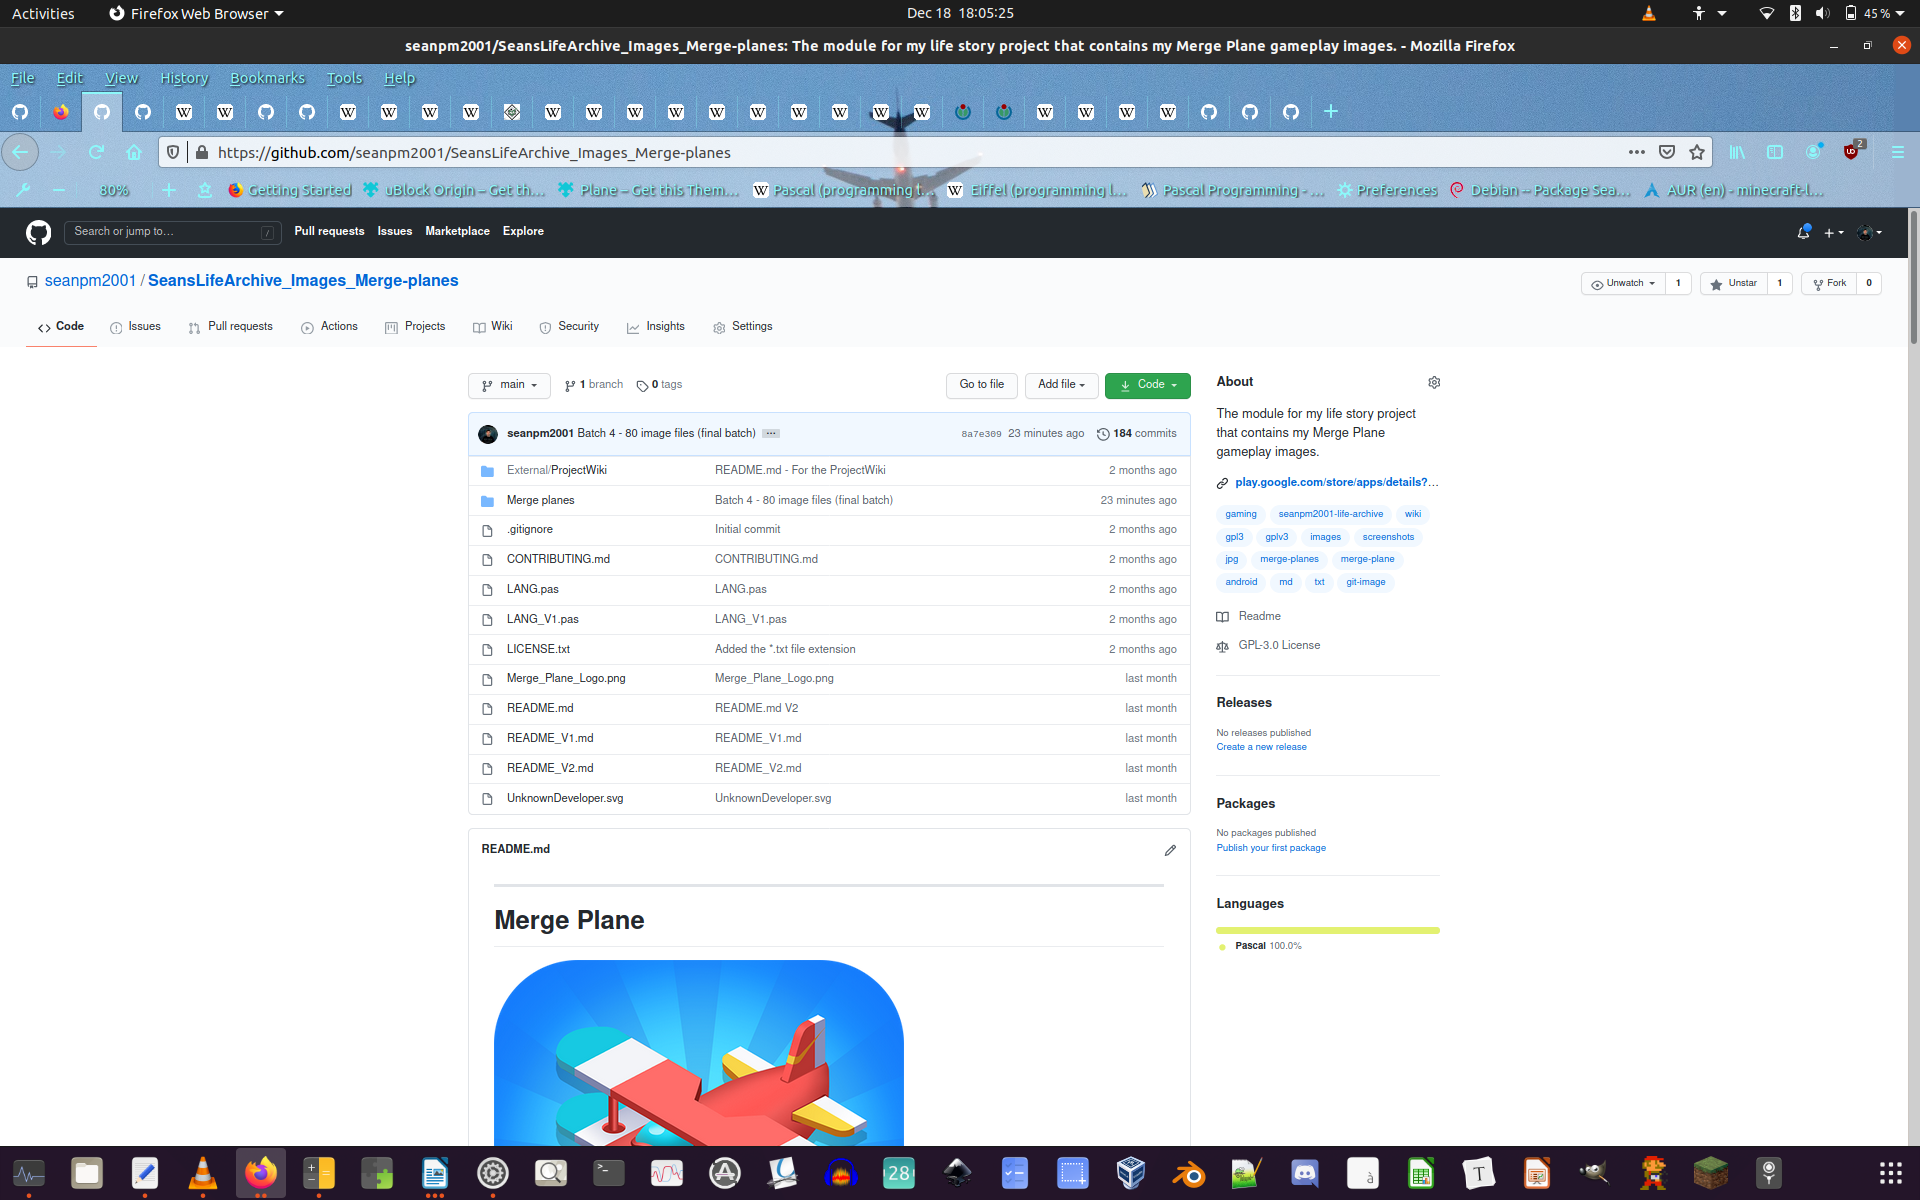 Activities Firefox Web Browser Dec 18 18:05:25 45 %
seanpm2001/SeansLifeArchive_Images_Merge-planes: The module for my life story project that contains my Merge Plane gameplay images. - Mozilla Firefox
File Edit View History Bookmarks Tools Help
https://github.com/seanpm2001/SeansLifeArchive_Images_Merge-planes 2
80% Getting Started uBlock Origin – Get th… Plane – Get this Them… Pascal (programming l… Eiffel (programming l… Pascal Programming - … Preferences Debian -- Package Sea… AUR (en) - minecraft-l…
Search or jump to… / Pull requests Issues Marketplace Explore
seanpm2001 / SeansLifeArchive_Images_Merge-planes Unwatch 1 Unstar 1 Fork 0
Code Issues Pull requests Actions Projects Wiki Security Insights Settings
main 1 branch 0 tags Go to file Add file Code
seanpm2001 Batch 4 - 80 image files (final batch) … 8a7e309 23 minutes ago 184 commits
External/ProjectWiki README.md - For the ProjectWiki 2 months ago
Merge planes Batch 4 - 80 image files (final batch) 23 minutes ago
.gitignore Initial commit 2 months ago
CONTRIBUTING.md CONTRIBUTING.md 2 months ago
LANG.pas LANG.pas 2 months ago
LANG_V1.pas LANG_V1.pas 2 months ago
LICENSE.txt Added the *.txt file extension 2 months ago
Merge_Plane_Logo.png Merge_Plane_Logo.png last month
README.md README.md V2 last month
README_V1.md README_V1.md last month
README_V2.md README_V2.md last month
UnknownDeveloper.svg UnknownDeveloper.svg last month
README.md
Merge Plane
About
The module for my life story project
that contains my Merge Plane
gameplay images.
play.google.com/store/apps/details?…
gaming seanpm2001-life-archive wiki
gpl3 gplv3 images screenshots
jpg merge-planes merge-plane
android md txt git-image
Readme
GPL-3.0 License
Releases
No releases published
Create a new release
Packages
No packages published
Publish your first package
Languages
Pascal 100.0%
28